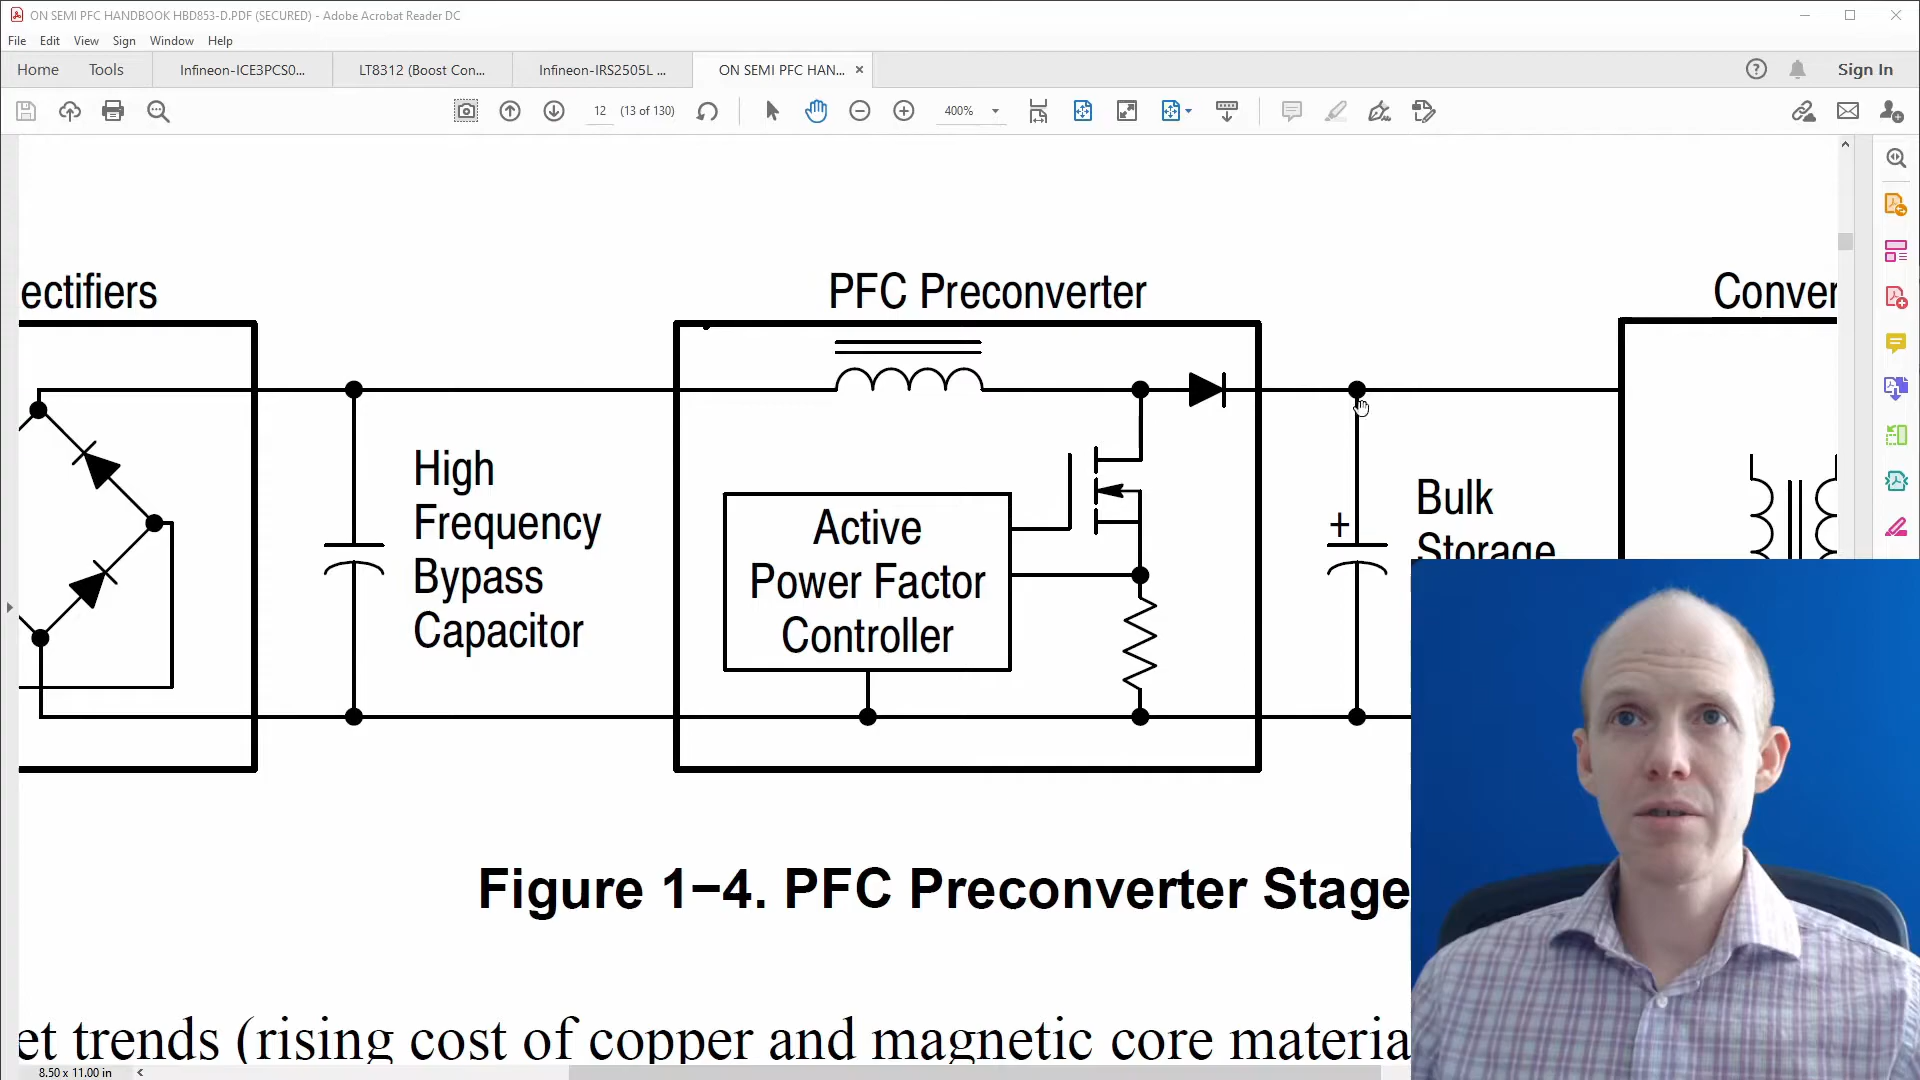 ON SEMI PFC HANDBOOK HBD853-D.PDF (SECURED) - Adobe Acrobat Reader DC
File Edit View Sign Window Help
Home Tools Infineon-ICE3PCS0... LT8312 (Boost Con... Infineon-IRS2505L ... ON SEMI PFC HAN... × Sign In
12 (13 of 130) 400%
ectifiers
PFC Preconverter
Conver
High
Frequency
Bypass
Capacitor
Active
Power Factor
Controller
+
Bulk
Storage
Figure 1–4. PFC Preconverter Stage
et trends (rising cost of copper and magnetic core materia
8.50 x 11.00 in